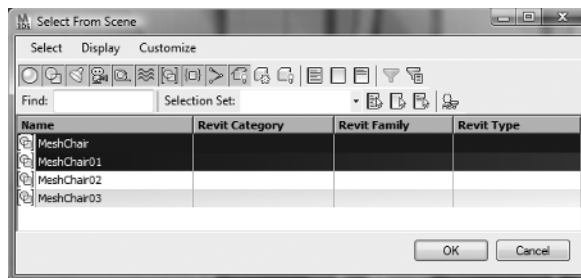 Select From Scene
Select Display Customize
Find: Selection Set:
Name Revit Category Revit Family Revit Type
MeshChair
MeshChair01
MeshChair02
MeshChair03
OK Cancel